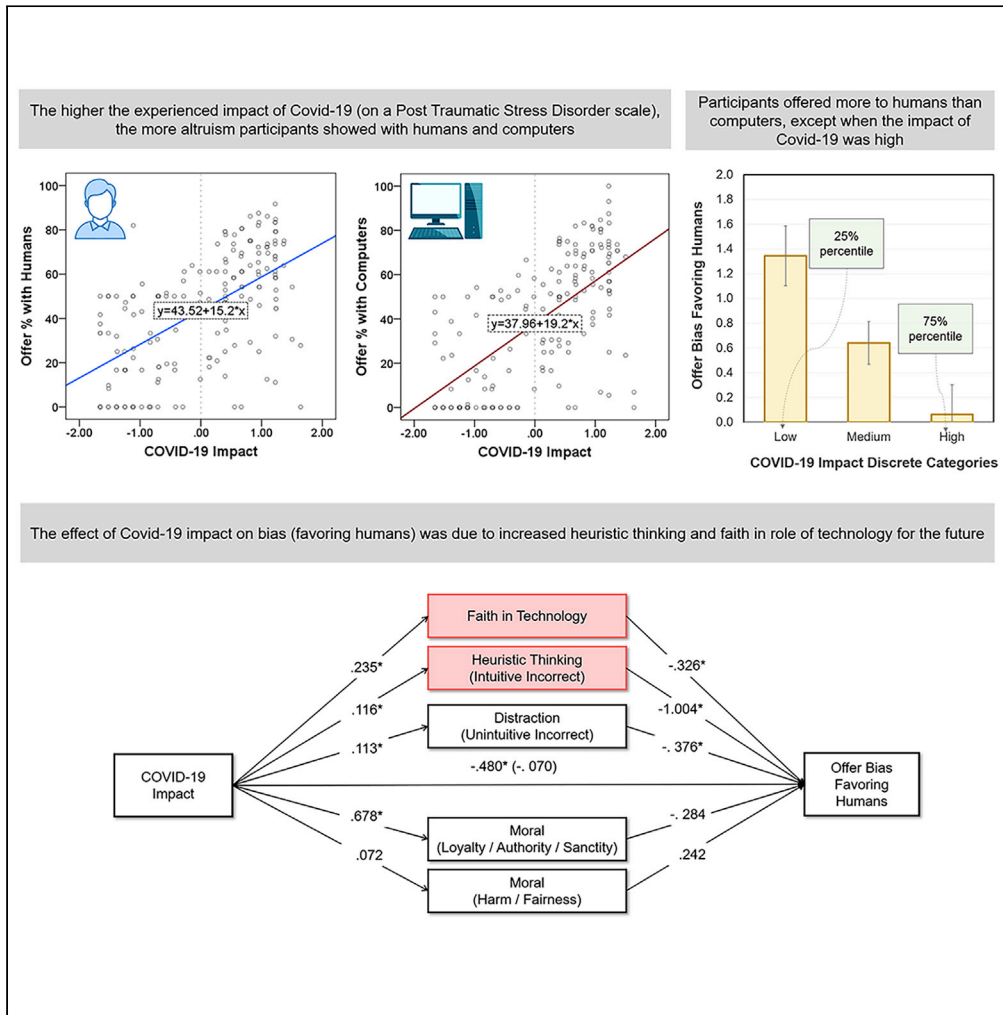 The higher the experienced impact of Covid-19 (on a Post Traumatic Stress Disorder scale),
the more altruism participants showed with humans and computers
Participants offered more to humans than
computers, except when the impact of
Covid-19 was high
Offer % with Humans
100
80
60
40
20
0
y=43.52+15.2*x
-2.00
-1.00
.00
1.00
2.00
COVID-19 Impact
Offer % with Computers
100
80
60
40
20
0
y=37.96+19.2*x
-2.00
-1.00
.00
1.00
2.00
COVID-19 Impact
Offer Bias Favoring Humans
2.0
1.8
1.6
1.4
1.2
1.0
0.8
0.6
0.4
0.2
0.0
25%
percentile
75%
percentile
Low
Medium
High
COVID-19 Impact Discrete Categories
The effect of Covid-19 impact on bias (favoring humans) was due to increased heuristic thinking and faith in role of technology for the future
Faith in Technology
.235*
-.326*
Heuristic Thinking
(Intuitive Incorrect)
.116*
-1.004*
Distraction
(Unintuitive Incorrect)
.113*
-. 376*
COVID-19
Impact
-.480* (-. 070)
Offer Bias
Favoring
Humans
.678*
Moral
(Loyalty / Authority / Sanctity)
-. 284
.072
Moral
(Harm / Fairness)
.242